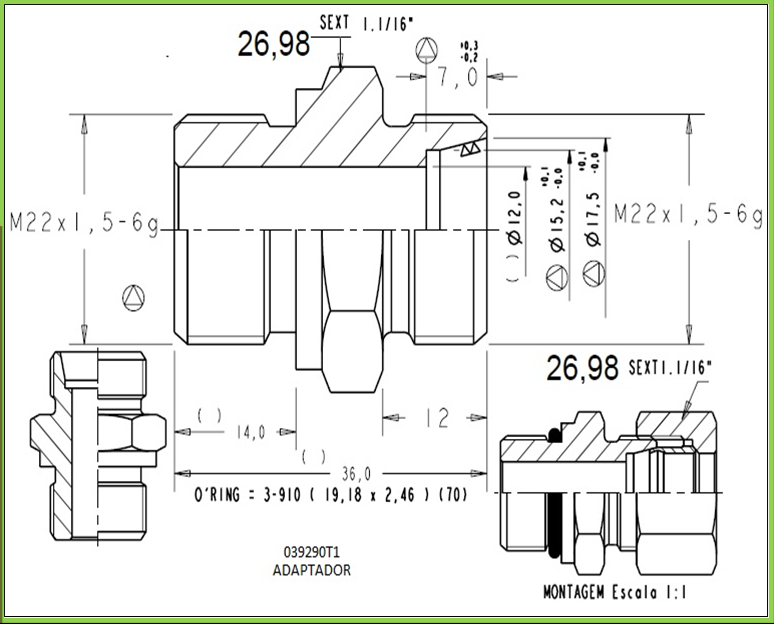 SEXT 1.1/16"
26,98
+0.3
-0.2
7,0
M22x1,5-6g
( ) Ø12,0
Ø15,2 +0.1 -0.0
Ø17,5 +0.1 -0.0
M22x1,5-6g
26,98 SEXT1.1/16"
( )
14,0
12
( )
36,0
O'RING = 3-910 ( 19,18 x 2,46 ) (70)
039290T1
ADAPTADOR
MONTAGEM Escala 1:1